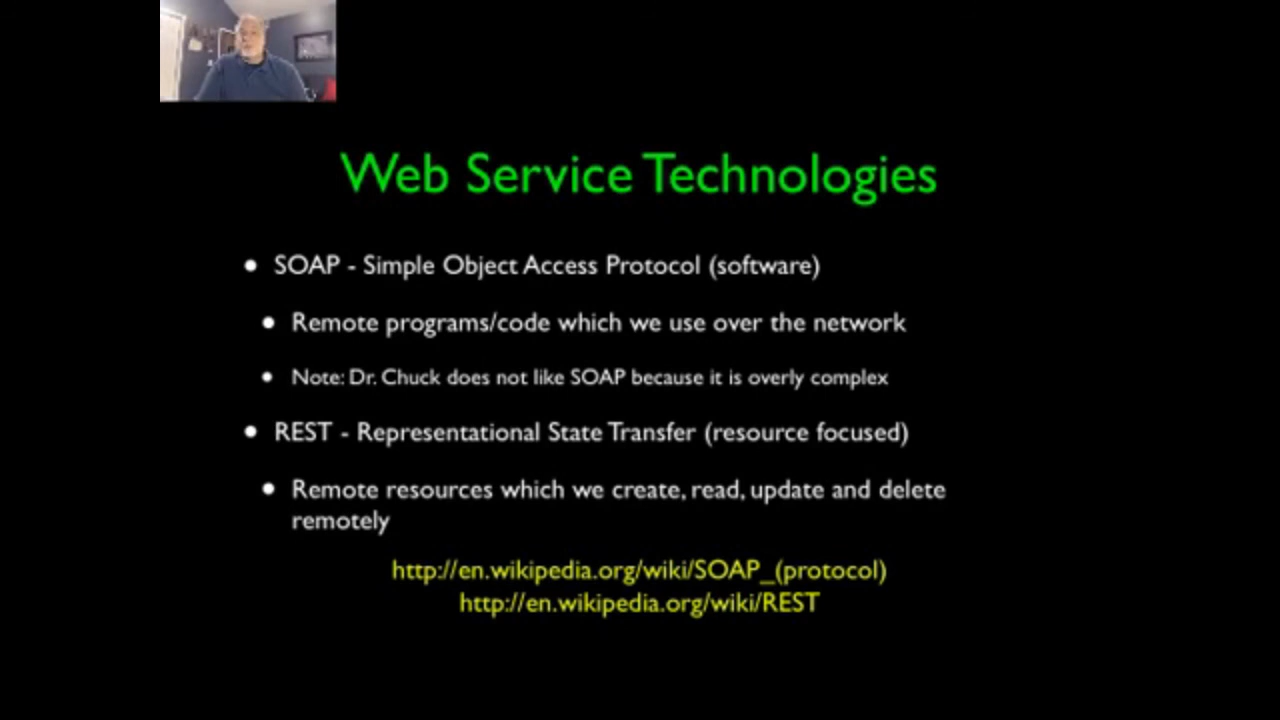 Web Service Technologies
• SOAP - Simple Object Access Protocol (software)
• Remote programs/code which we use over the network
• Note: Dr. Chuck does not like SOAP because it is overly complex
• REST - Representational State Transfer (resource focused)
• Remote resources which we create, read, update and delete
remotely
http://en.wikipedia.org/wiki/SOAP_(protocol)
http://en.wikipedia.org/wiki/REST